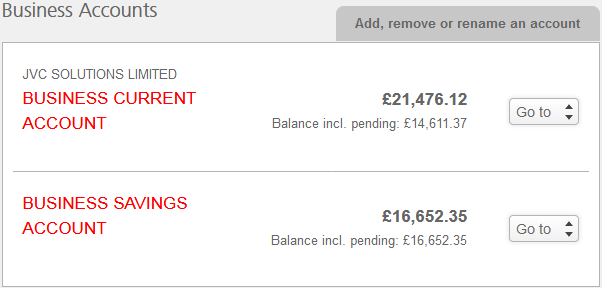 Business Accounts
Add, remove or rename an account
JVC SOLUTIONS LIMITED
BUSINESS CURRENT
ACCOUNT
£21,476.12
Balance incl. pending: £14,611.37
Go to
BUSINESS SAVINGS
ACCOUNT
£16,652.35
Balance incl. pending: £16,652.35
Go to